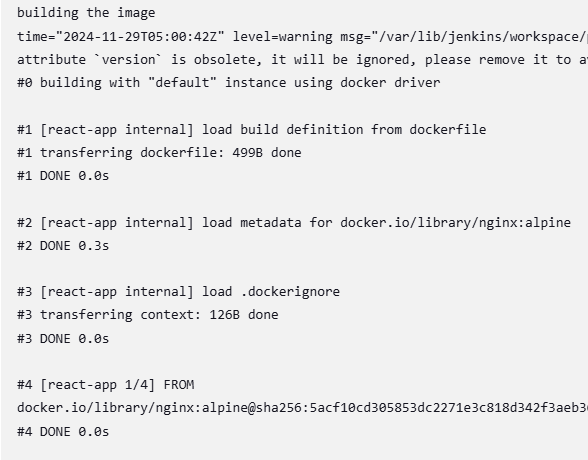 building the image
time="2024-11-29T05:00:42Z" level=warning msg="/var/lib/jenkins/workspace/
attribute `version` is obsolete, it will be ignored, please remove it to
#0 building with "default" instance using docker driver
#1 [react-app internal] load build definition from dockerfile
#1 transferring dockerfile: 499B done
#1 DONE 0.0s
#2 [react-app internal] load metadata for docker.io/library/nginx:alpine
#2 DONE 0.3s
#3 [react-app internal] load .dockerignore
#3 transferring context: 126B done
#3 DONE 0.0s
#4 [react-app 1/4] FROM
docker.io/library/nginx:alpine@sha256:5acf10cd305853dc2271e3c818d342f3aeb3
#4 DONE 0.0s